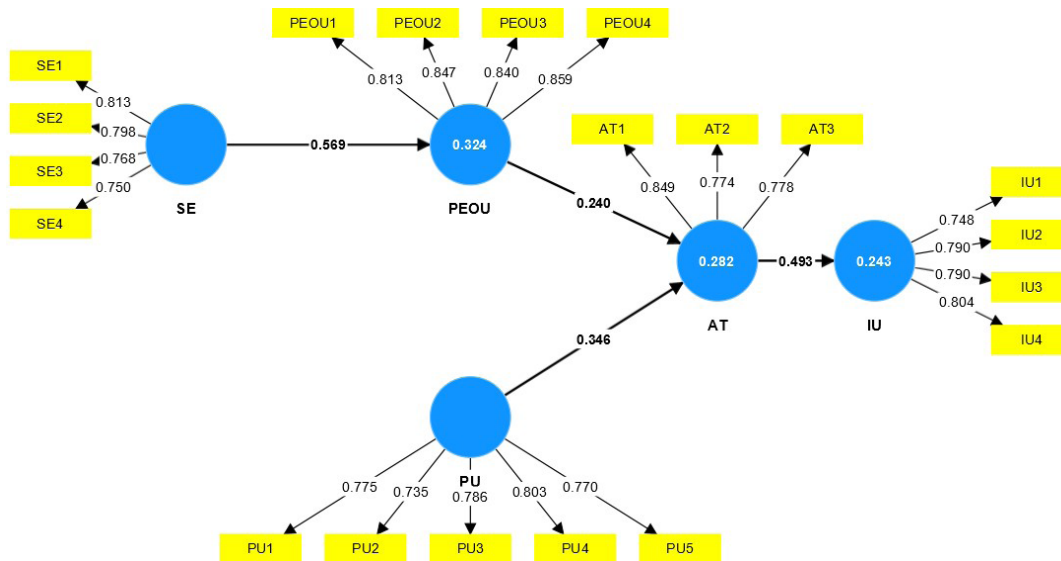 PEOU1 PEOU2 PEOU3 PEOU4
SE1
SE2
SE3
SE4
0.813
0.798
0.768
0.750
SE
0.569
0.813 0.847 0.840 0.859
0.324
PEOU
0.240
AT1 AT2 AT3
0.849 0.774 0.778
0.282
AT
0.493
0.243
IU
0.748
0.790
0.790
0.804
IU1
IU2
IU3
IU4
0.346
PU
0.775 0.735 0.786 0.803 0.770
PU1 PU2 PU3 PU4 PU5